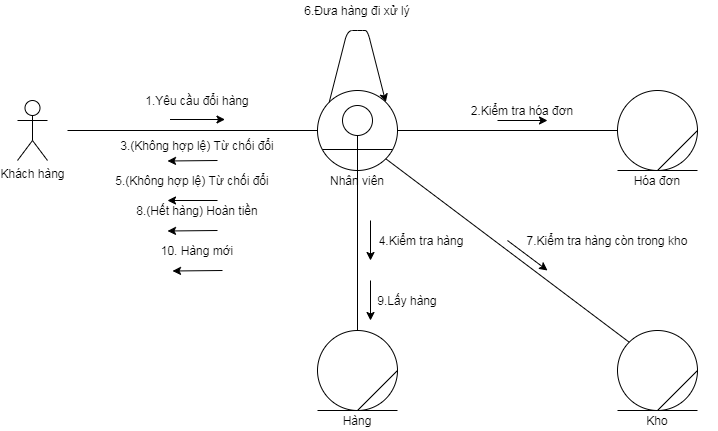 6.Đưa hàng đi xử lý
1.Yêu cầu đổi hàng
2.Kiểm tra hóa đơn
3.(Không hợp lệ) Từ chối đổi
Khách hàng
5.(Không hợp lệ) Từ chối đổi
Nhân viên
Hóa đơn
8.(Hết hàng) Hoàn tiền
4.Kiểm tra hàng
7.Kiểm tra hàng còn trong kho
10. Hàng mới
9.Lấy hàng
Hàng
Kho